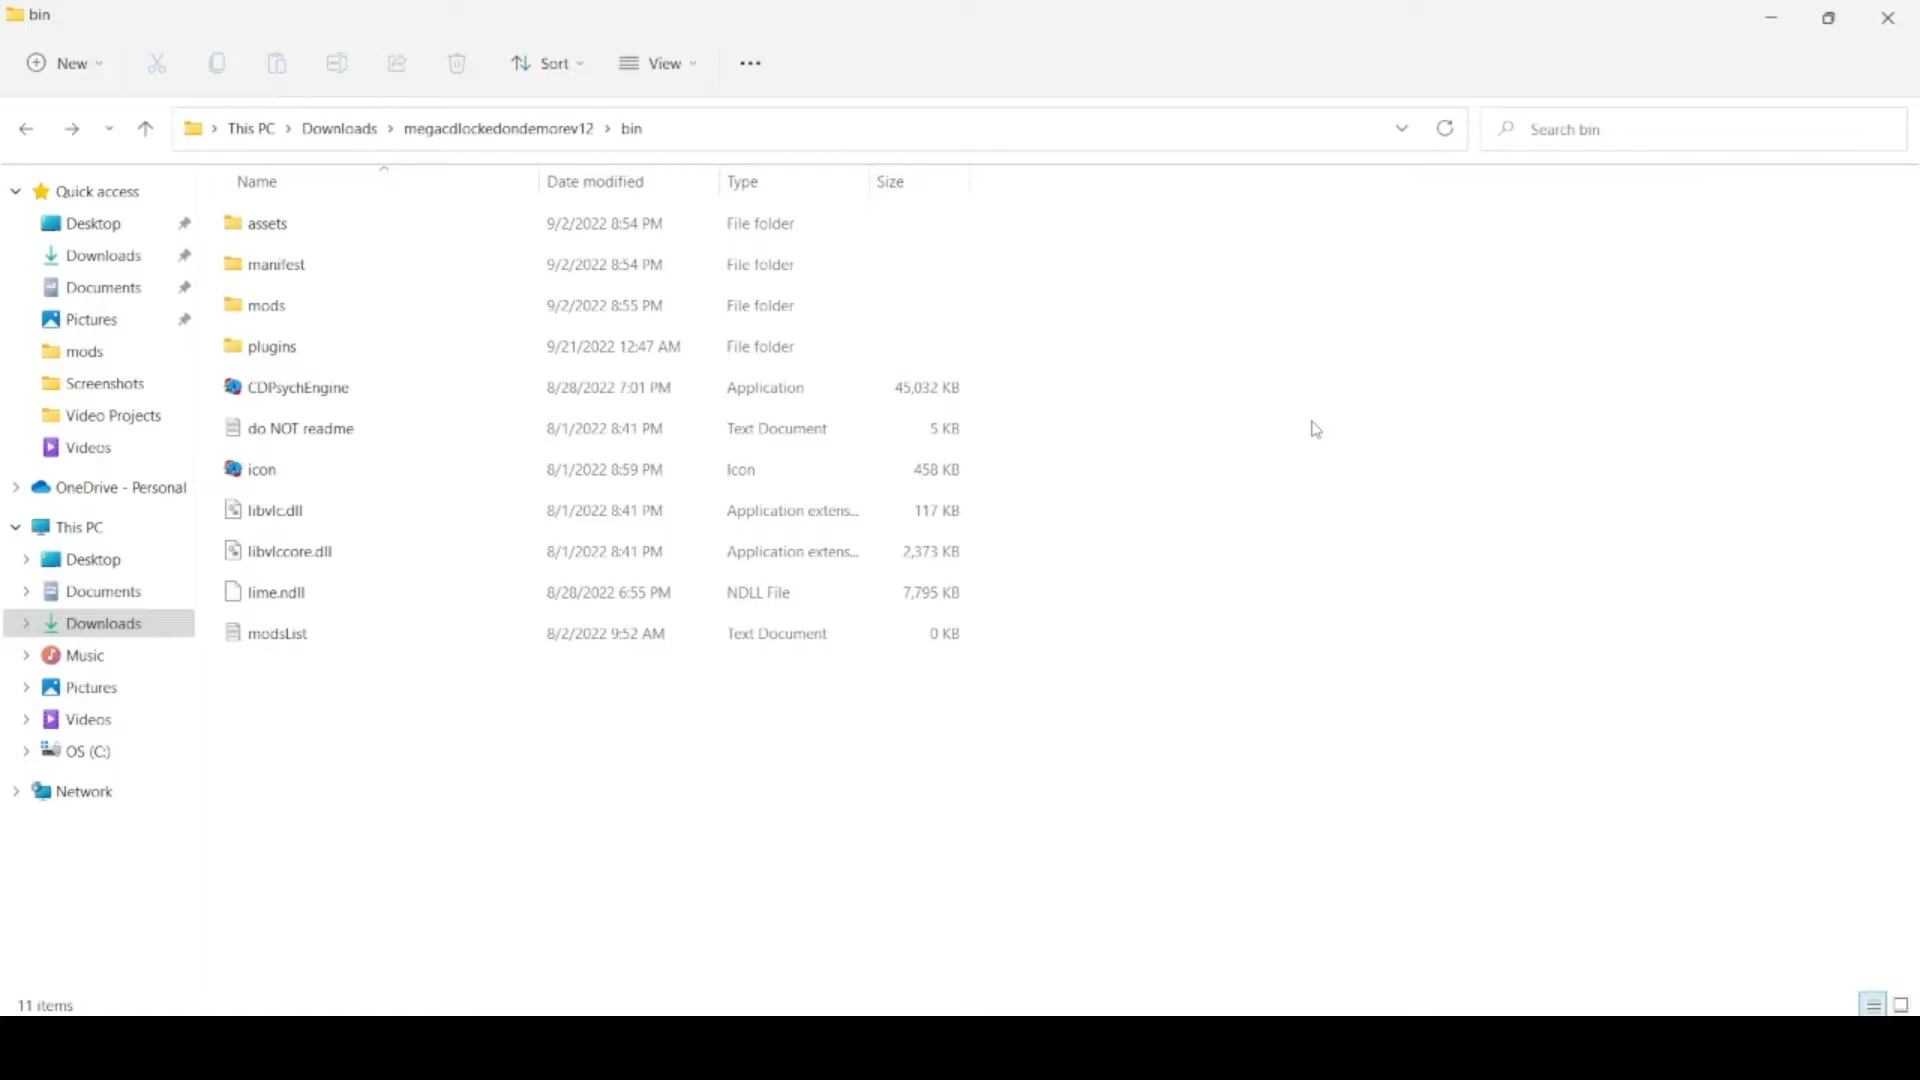 bin
New
Sort
View
This PC
Downloads
megacdlockedondemorev12
bin
Search bin
Name
Date modified
Type
Size
Quick access
Desktop
Downloads
Documents
Pictures
mods
Screenshots
Video Projects
Videos
OneDrive - Personal
This PC
Desktop
Documents
Downloads
Music
Pictures
Videos
OS (C:)
Network
assets 9/2/2022 8:54 PM File folder
manifest 9/2/2022 8:54 PM File folder
mods 9/2/2022 8:55 PM File folder
plugins 9/21/2022 12:47 AM File folder
CDPsychEngine 8/28/2022 7:01 PM Application 45,032 KB
do NOT readme 8/1/2022 8:41 PM Text Document 5 KB
icon 8/1/2022 8:59 PM Icon 458 KB
libvlc.dll 8/1/2022 8:41 PM Application extens... 117 KB
libvlccore.dll 8/1/2022 8:41 PM Application extens... 2,373 KB
lime.ndll 8/28/2022 6:55 PM NDLL File 7,795 KB
modsList 8/2/2022 9:52 AM Text Document 0 KB
11 items